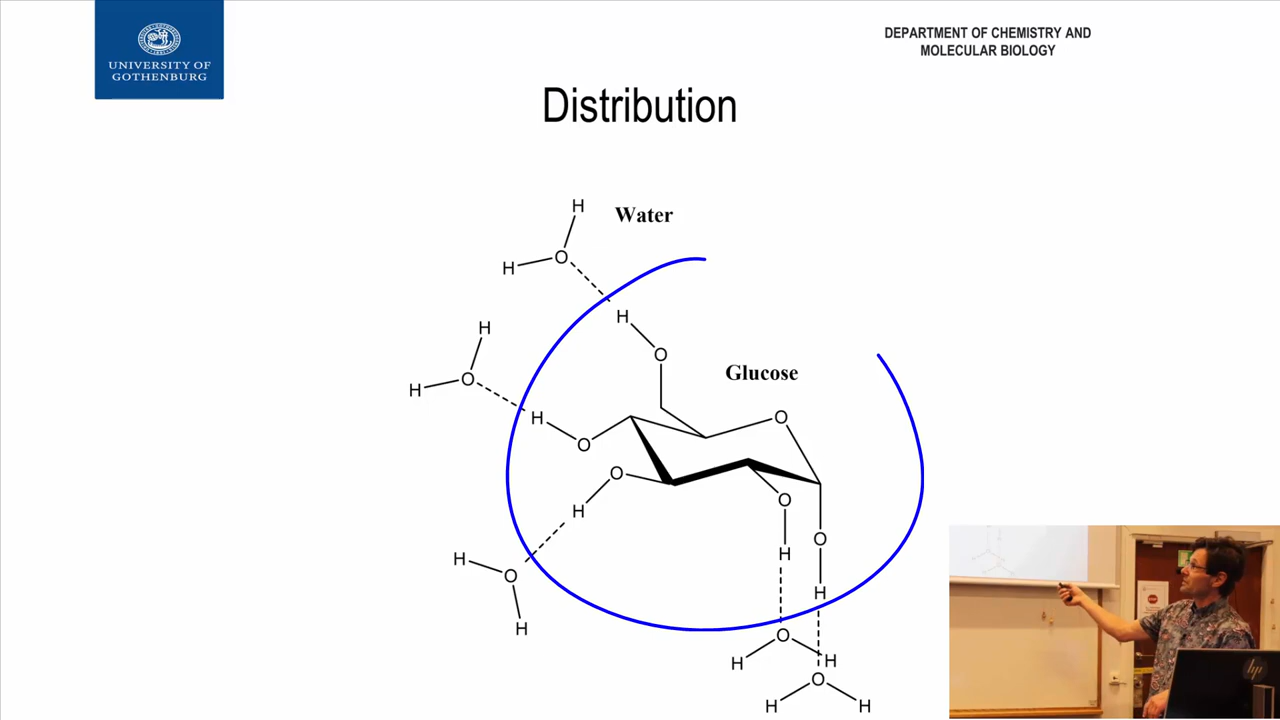 UNIVERSITY OF
GOTHENBURG
DEPARTMENT OF CHEMISTRY AND
MOLECULAR BIOLOGY
Distribution
H
Water
H O
H
H
O
Glucose
H O
H
O
O
O
O
H
H O
H
H
O
H
O
H H
O
H H